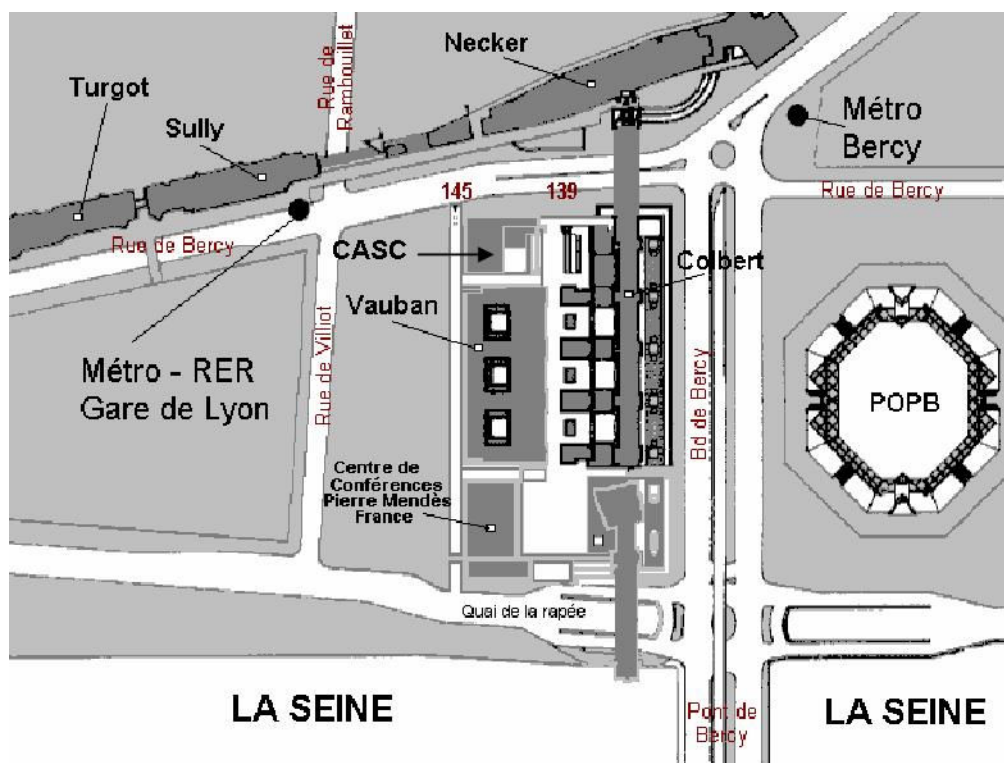 Necker
Rue de
Rambouillet
Turgot
Sully
Métro
Bercy
145
139
Rue de Bercy
Rue de Bercy
CASC
Colbert
Vauban
Métro - RER
Gare de Lyon
Rue de Villiot
Bd de Bercy
POPB
Centre de
Conférences
Pierre Mendès
France
Quai de la rapée
LA SEINE
Pont de
Bercy
LA SEINE